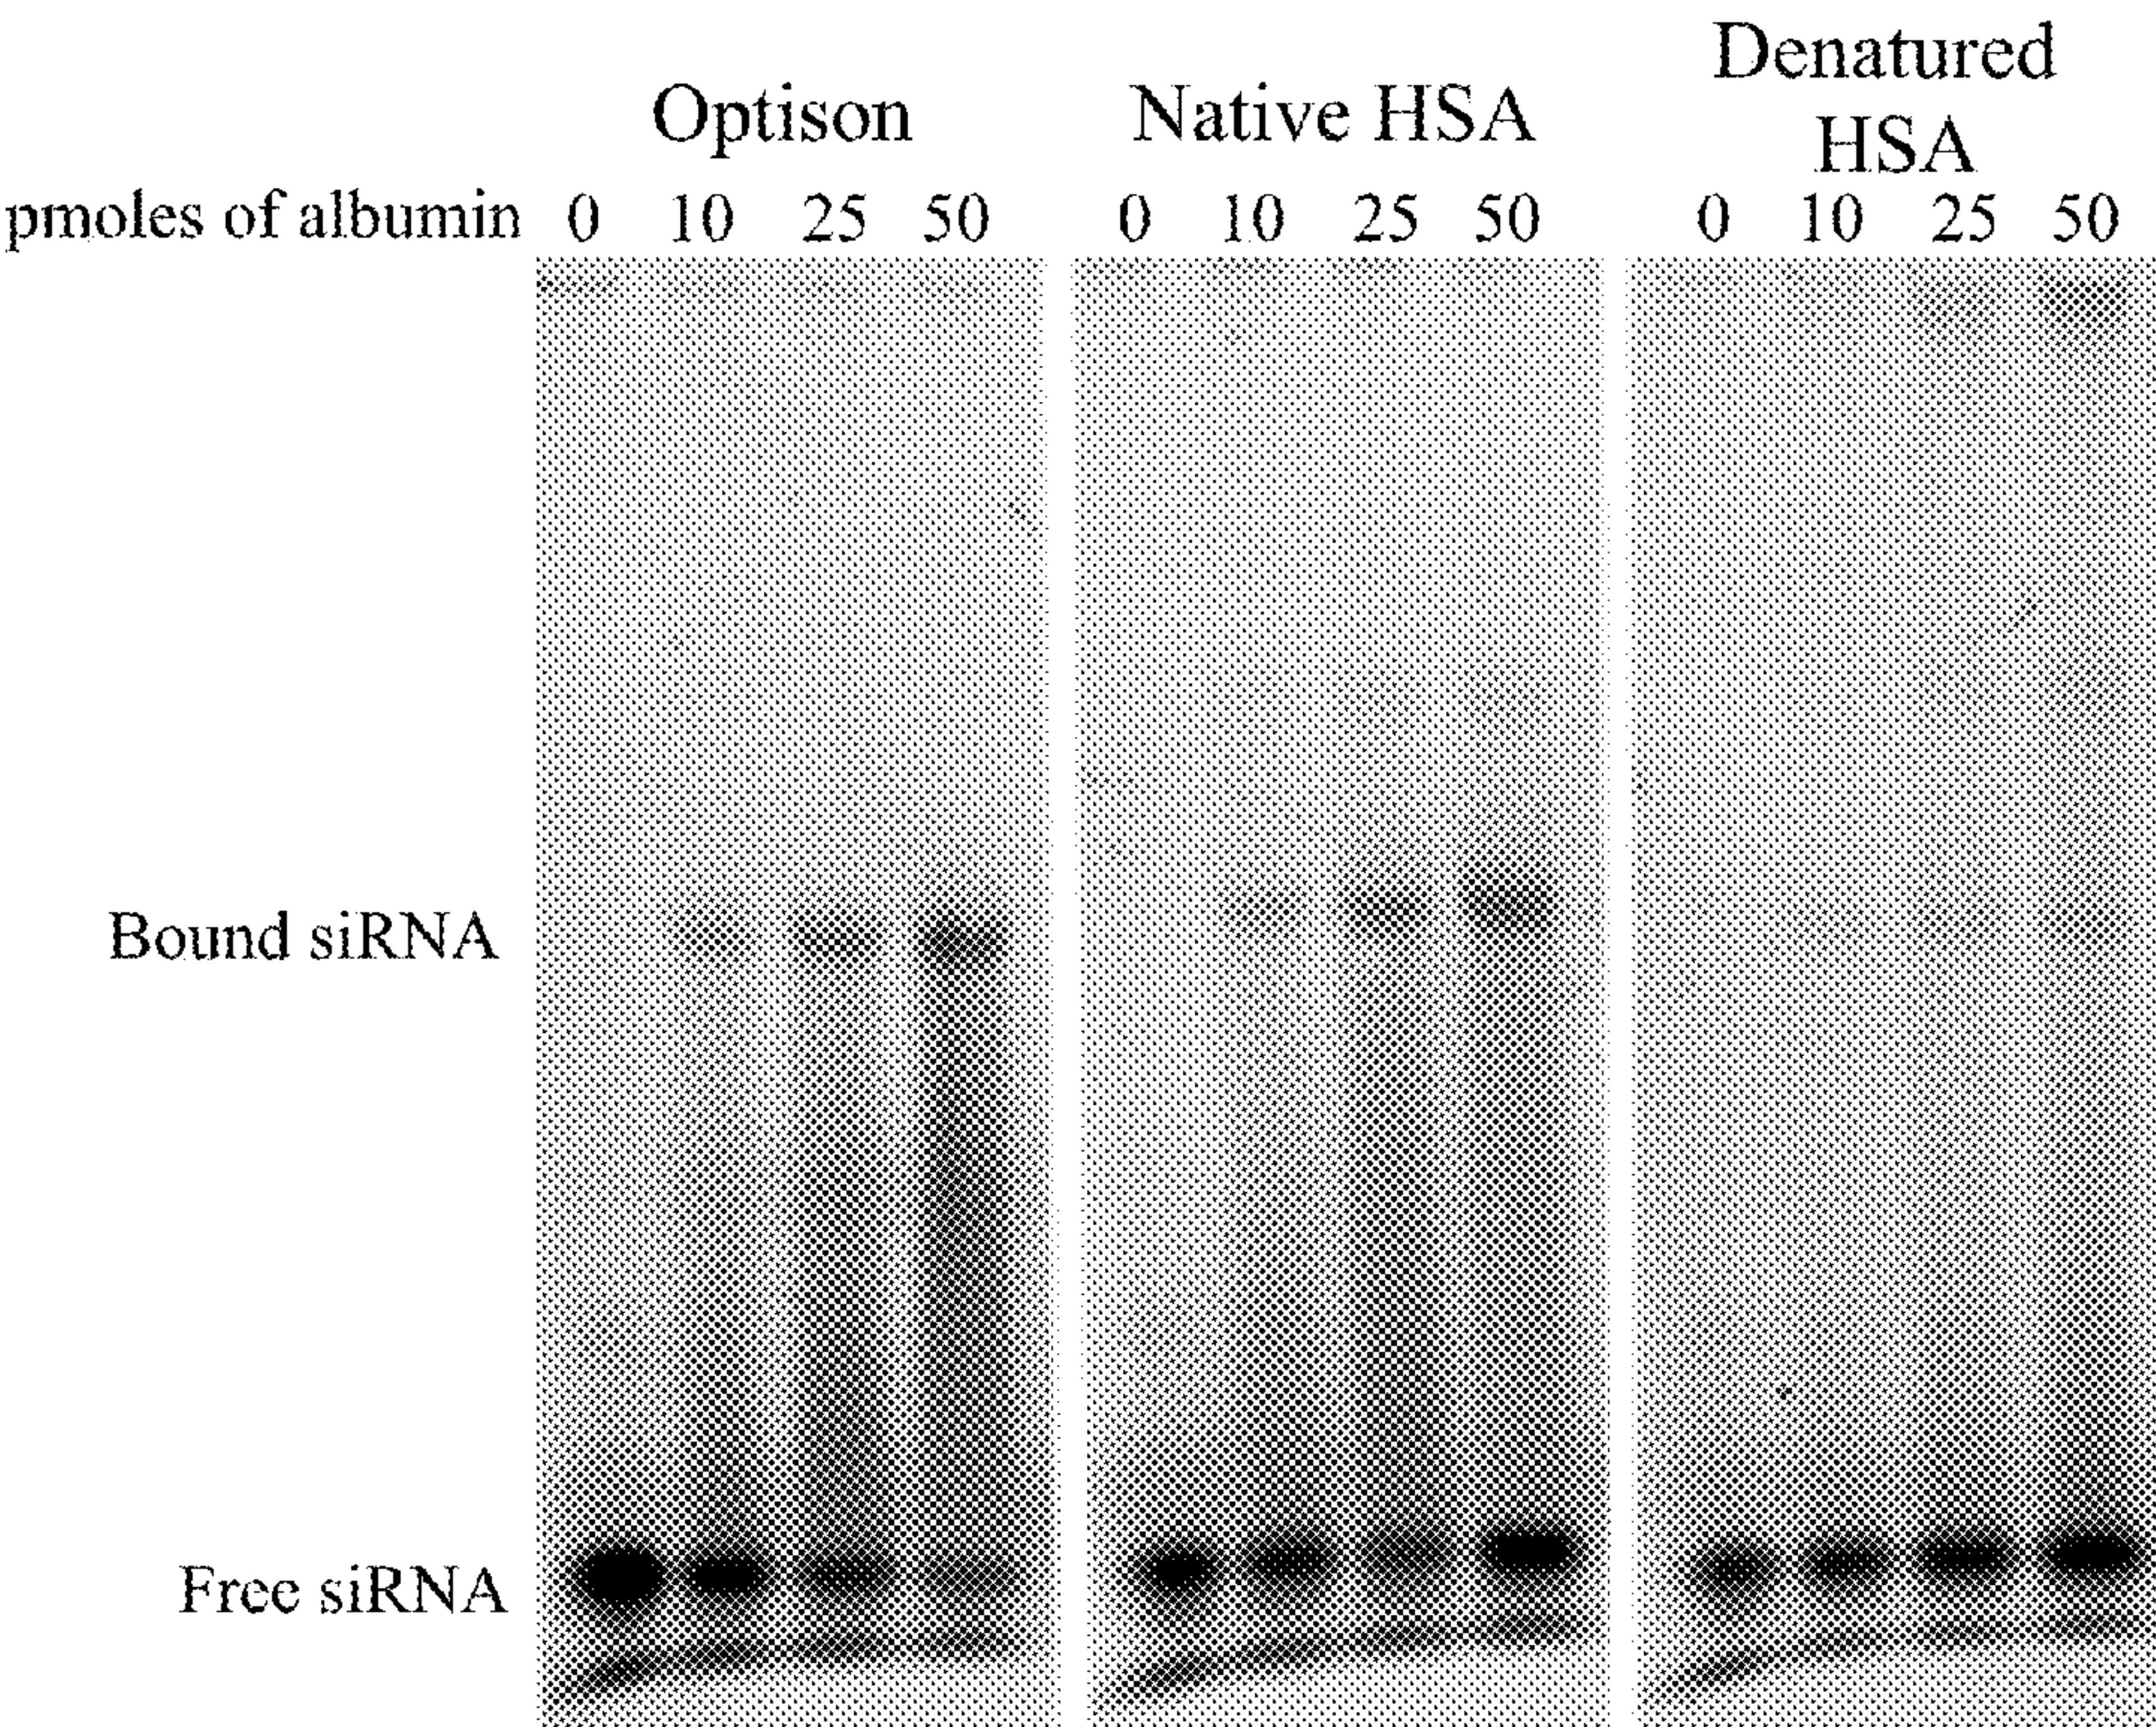 Optison
Native HSA
Denatured
HSA
pmoles of albumin 0 10 25 50 0 10 25 50 0 10 25 50
Bound siRNA
Free siRNA